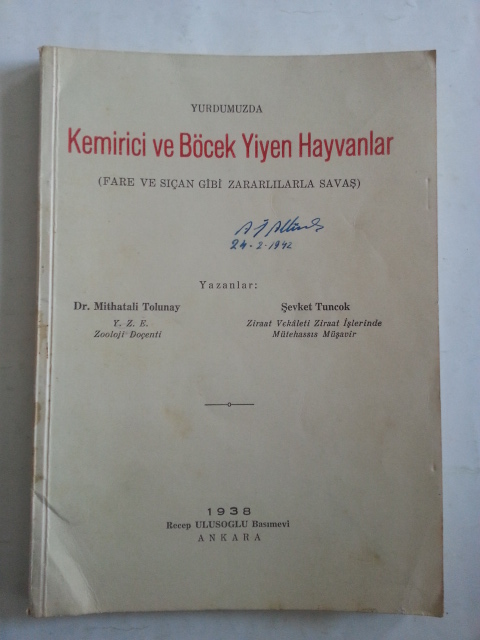 YURDUMUZDA
Kemirici ve Böcek Yiyen Hayvanlar
(FARE VE SIÇAN GİBİ ZARARLILARLA SAVAŞ)
24-2-1942
Yazanlar:
Dr. Mithatali Tolunay
Y. Z. E.
Zooloji Doçenti
Şevket Tuncok
Ziraat Vekâleti Ziraat İşlerinde
Mütehassıs Müşavir
1938
Recep ULUSOGLU Basımevi
ANKARA